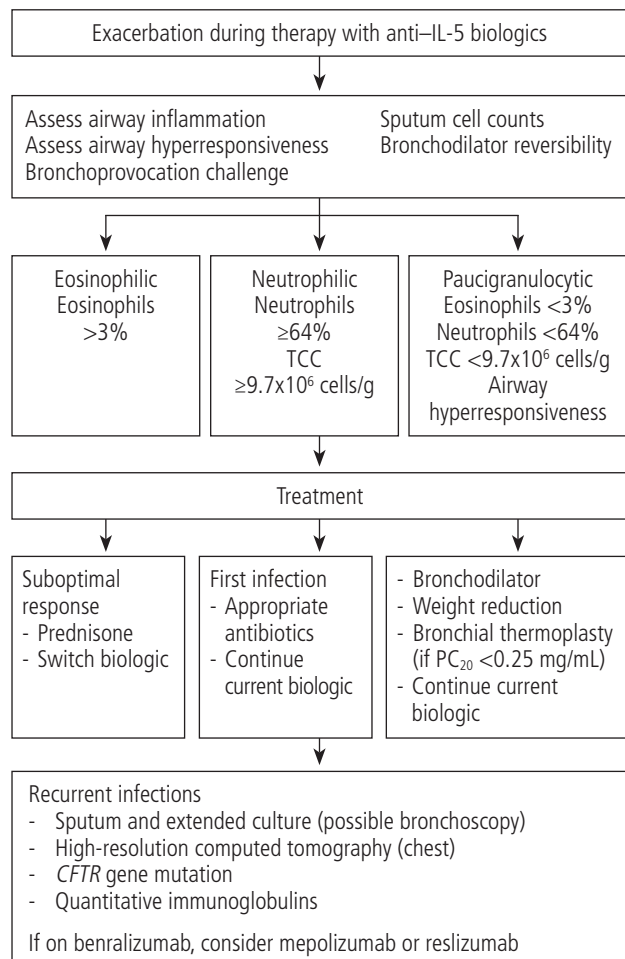 Exacerbation during therapy with anti–IL-5 biologics
Assess airway inflammation
Assess airway hyperresponsiveness
Bronchoprovocation challenge
Sputum cell counts
Bronchodilator reversibility
Eosinophilic
Eosinophils
>3%
Neutrophilic
Neutrophils
≥64%
TCC
≥9.7x10⁶ cells/g
Paucigranulocytic
Eosinophils <3%
Neutrophils <64%
TCC <9.7x10⁶ cells/g
Airway
hyperresponsiveness
Treatment
Suboptimal
response
- Prednisone
- Switch biologic
First infection
- Appropriate
antibiotics
- Continue
current biologic
- Bronchodilator
- Weight reduction
- Bronchial thermoplasty
(if PC₂₀ <0.25 mg/mL)
- Continue current
biologic
Recurrent infections
- Sputum and extended culture (possible bronchoscopy)
- High-resolution computed tomography (chest)
- CFTR gene mutation
- Quantitative immunoglobulins
If on benralizumab, consider mepolizumab or reslizumab